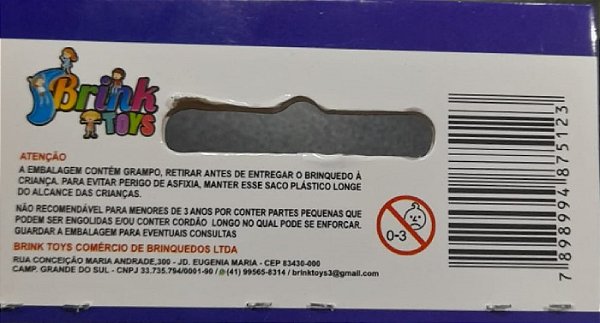 Brink
TOYS
ATENÇÃO
A EMBALAGEM CONTÉM GRAMPO, RETIRAR ANTES DE ENTREGAR O BRINQUEDO À
CRIANÇA. PARA EVITAR PERIGO DE ASFIXIA, MANTER ESSE SACO PLÁSTICO LONGE
DO ALCANCE DAS CRIANÇAS.
NÃO RECOMENDÁVEL PARA MENORES DE 3 ANOS POR CONTER PARTES PEQUENAS QUE
PODEM SER ENGOLIDAS E/OU CONTER CORDÃO LONGO NO QUAL PODE SE ENFORCAR.
GUARDAR A EMBALAGEM PARA EVENTUAIS CONSULTAS
BRINK TOYS COMÉRCIO DE BRINQUEDOS LTDA
RUA CONCEIÇÃO MARIA ANDRADE,300 - JD. EUGENIA MARIA - CEP 83430-000
CAMP. GRANDE DO SUL - CNPJ 33.735.794/0001-90 / (41) 99565-8314 / brinktoys3@gmail.com
0-3
7 898994 875123